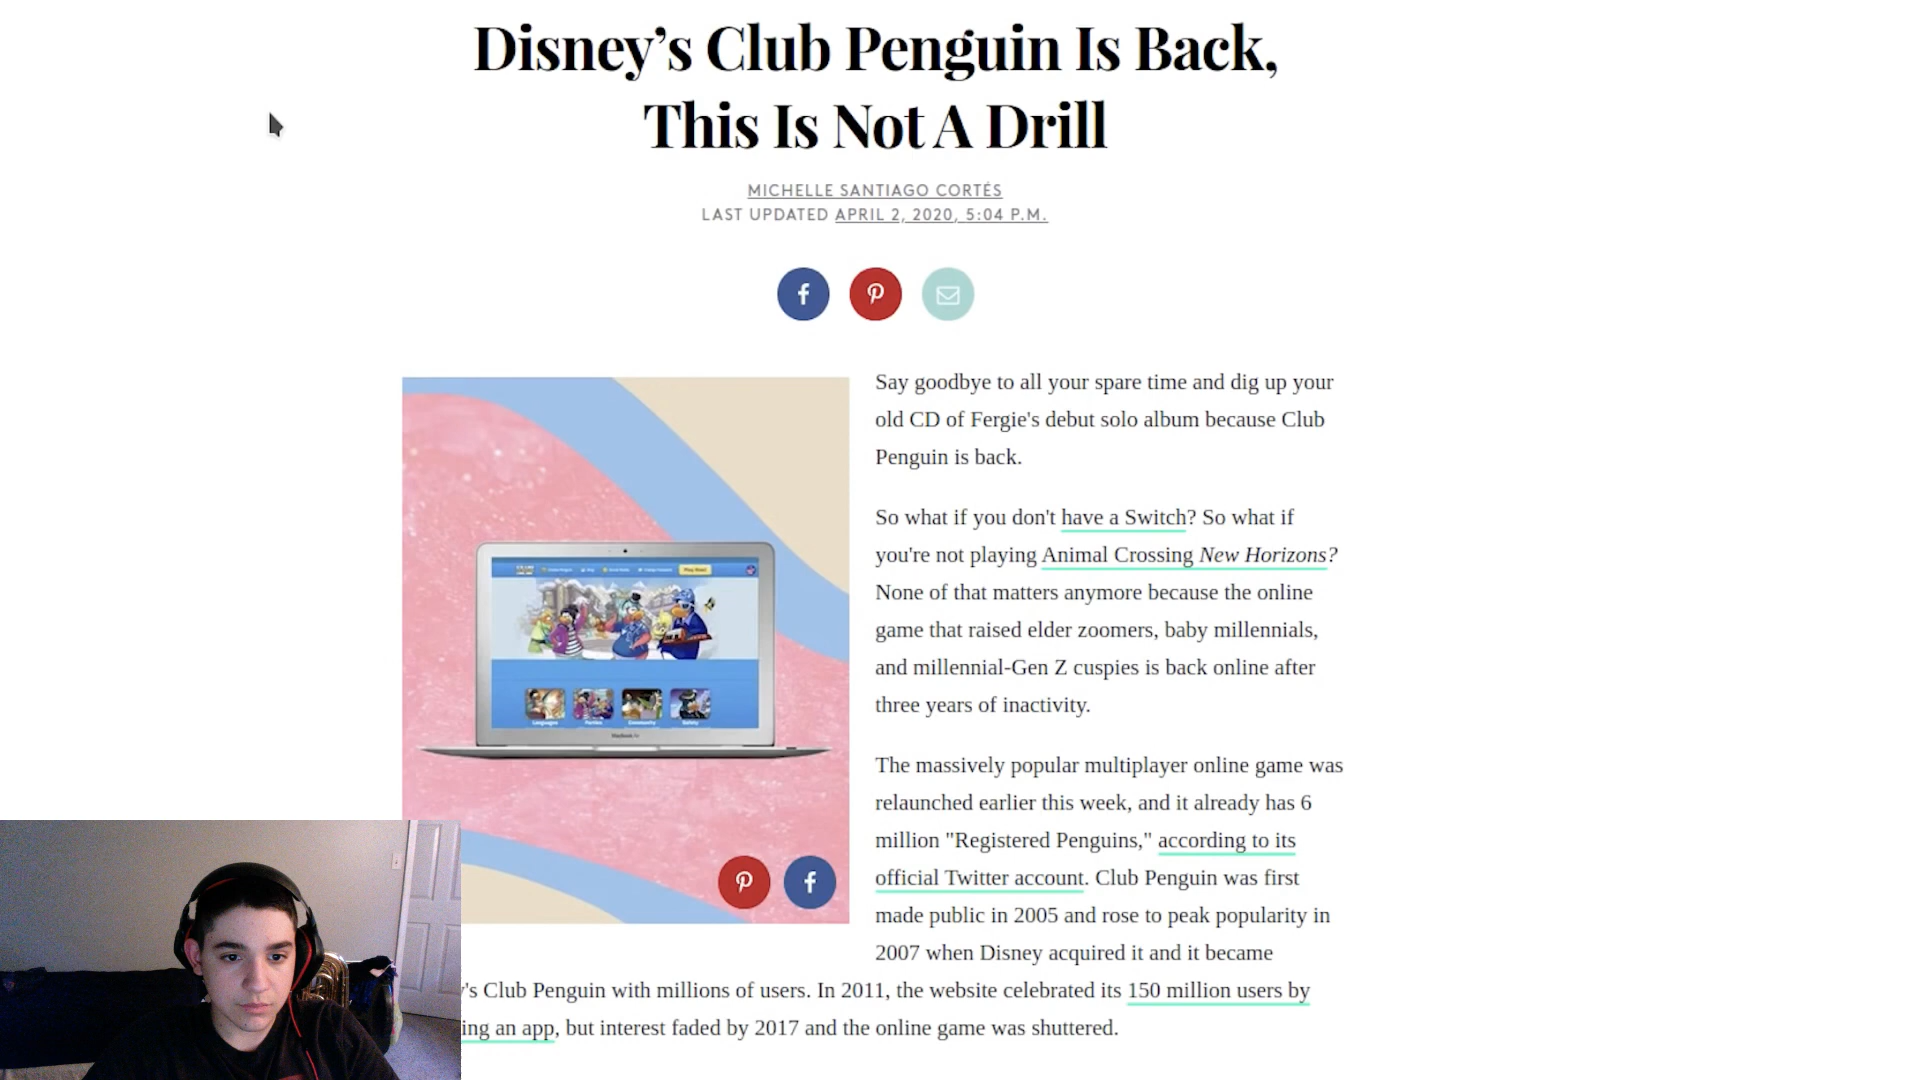 Disney’s Club Penguin Is Back,
This Is Not A Drill
MICHELLE SANTIAGO CORTÉS
LAST UPDATED APRIL 2, 2020, 5:04 P.M.
Say goodbye to all your spare time and dig up your
old CD of Fergie's debut solo album because Club
Penguin is back.
So what if you don't have a Switch? So what if
you're not playing Animal Crossing New Horizons?
None of that matters anymore because the online
game that raised elder zoomers, baby millennials,
and millennial-Gen Z cuspies is back online after
three years of inactivity.
The massively popular multiplayer online game was
relaunched earlier this week, and it already has 6
million "Registered Penguins," according to its
official Twitter account. Club Penguin was first
made public in 2005 and rose to peak popularity in
2007 when Disney acquired it and it became
's Club Penguin with millions of users. In 2011, the website celebrated its 150 million users by
ing an app, but interest faded by 2017 and the online game was shuttered.